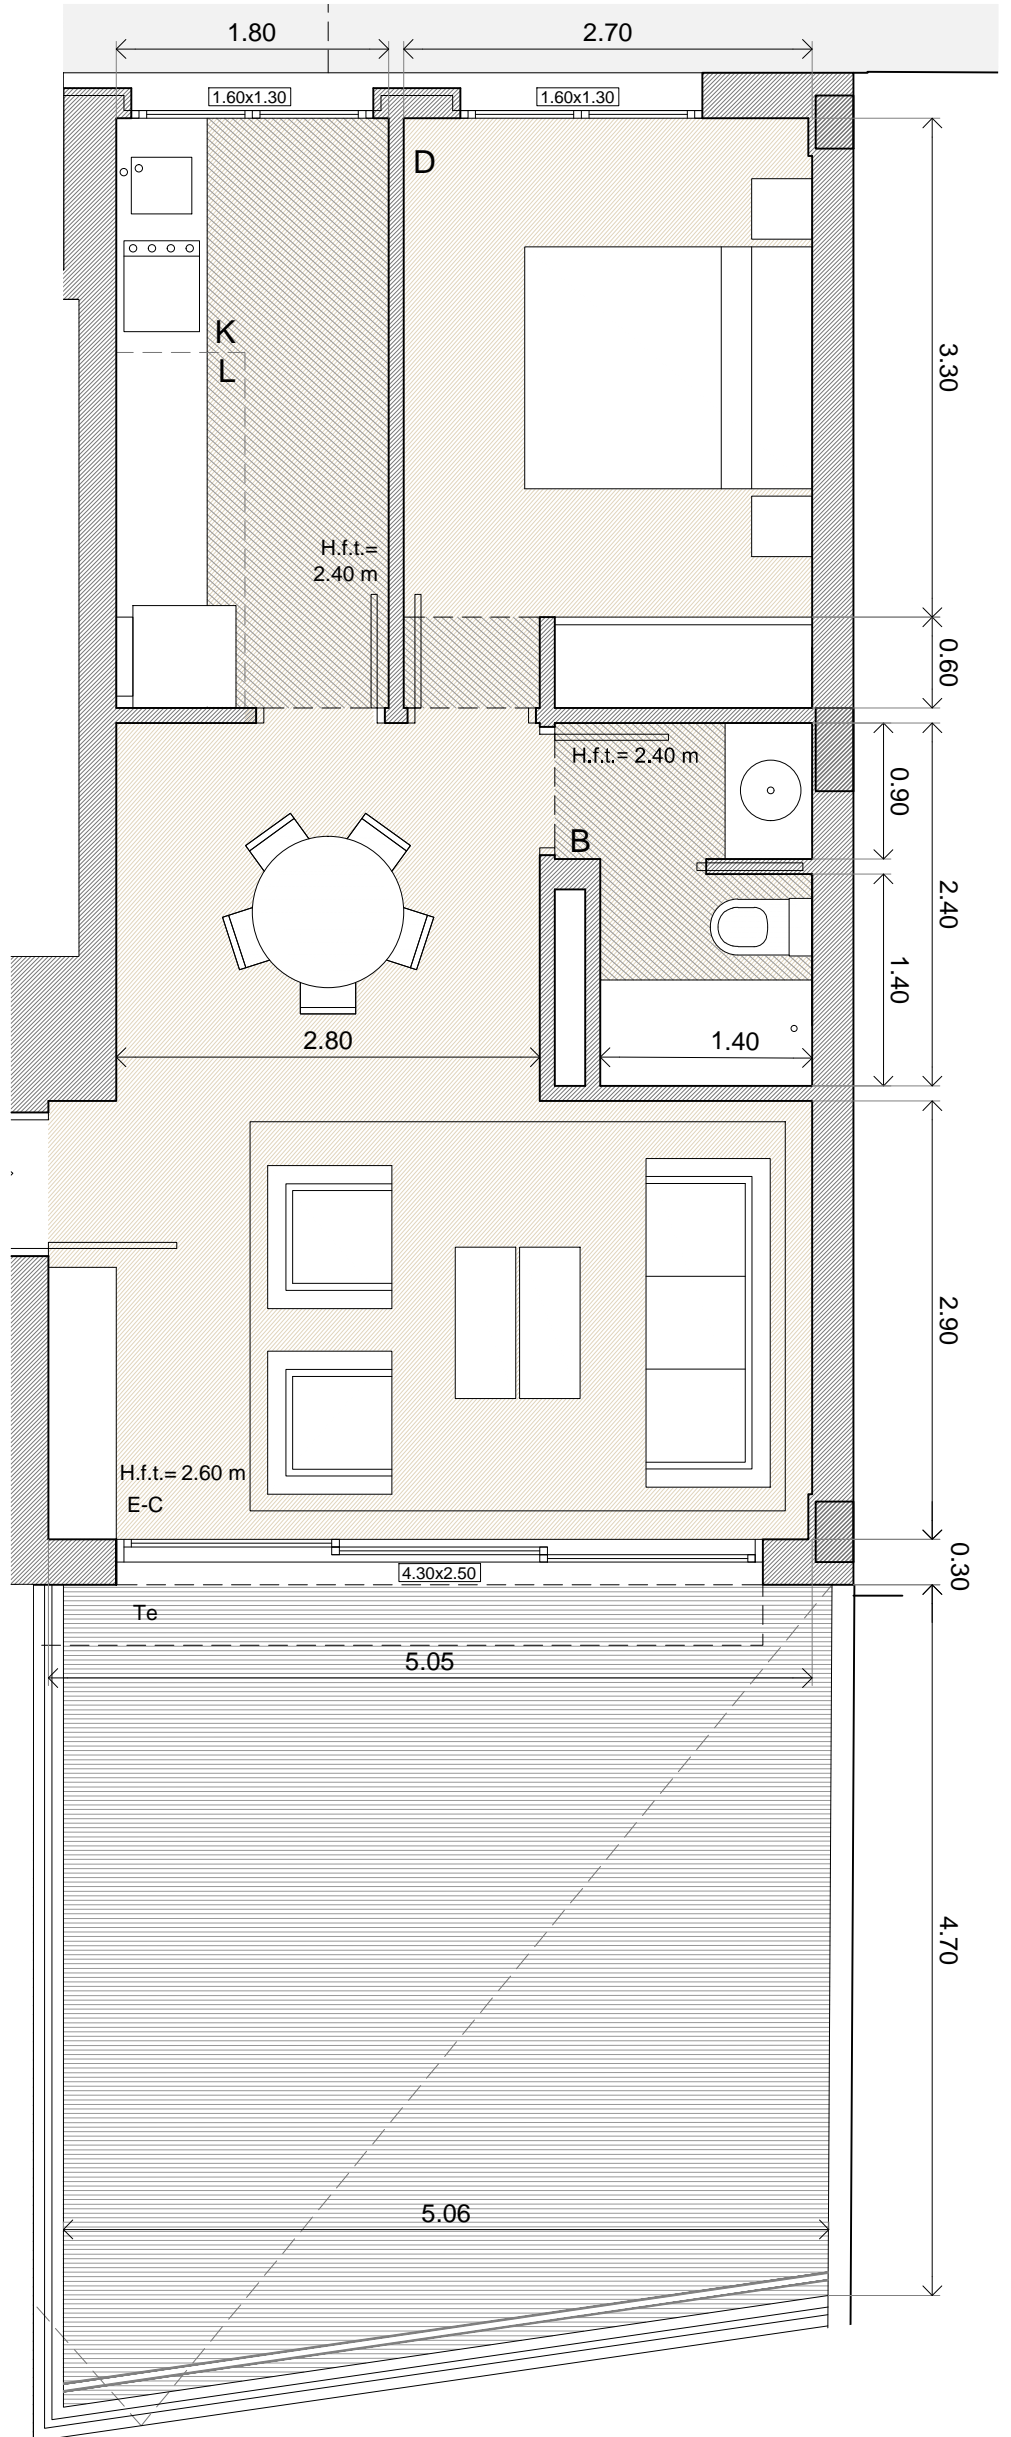 1.80
2.70
1.60x1.30
1.60x1.30
D
K
L
3.30
H.f.t.=
2.40 m
0.60
H.f.t.= 2.40 m
0.90
B
2.40
1.40
2.80
1.40
2.90
H.f.t.= 2.60 m
E-C
0.30
4.30x2.50
Te
5.05
4.70
5.06